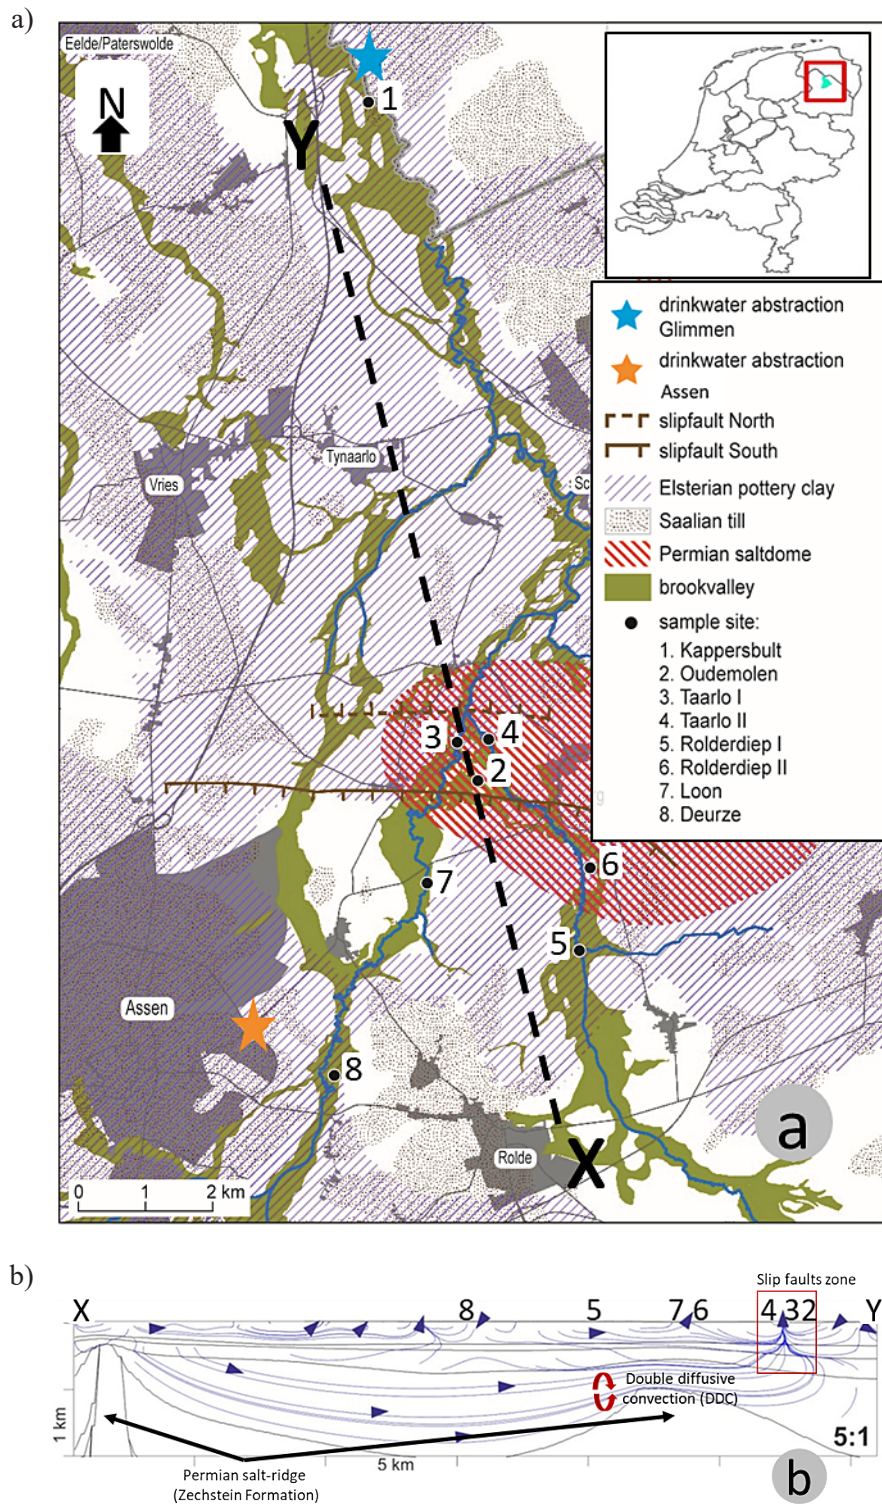 a)
Eelde/Paterswolde
N
1
Y
drinkwater abstraction
Glimmen
drinkwater abstraction
Assen
slipfault North
slipfault South
Elsterian pottery clay
Saalian till
Permian saltdome
brookvalley
sample site:
1. Kappersbult
2. Oudemolen
3. Taarlo I
4. Taarlo II
5. Rolderdiep I
6. Rolderdiep II
7. Loon
8. Deurze
Tynaarlo
Vries
Sc
3
4
2
6
7
5
Assen
8
a
Rolde
X
0 1 2 km
b)
Slip faults zone
X 8 5 7 6 4 3 2 Y
Double diffusive
convection (DDC)
1 km
5:1
Permian salt-ridge
(Zechstein Formation)
5 km
b